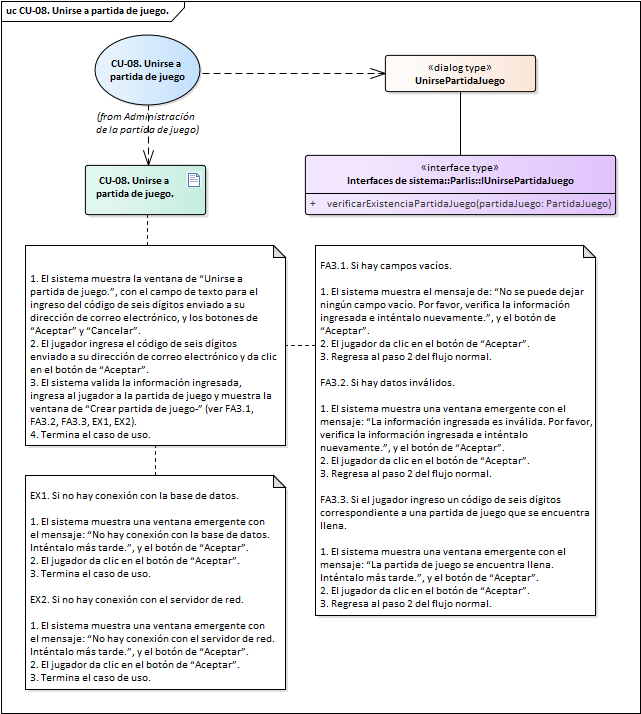 uc CU-08. Unirse a partida de juego.
CU-08. Unirse a
partida de juego
«dialog type»
UnirsePartidaJuego
(from Administración
de la partida de juego)
CU-08. Unirse a
partida de juego.
«interface type»
Interfaces de sistema::Parlis::IUnirsePartidaJuego
+ verificarExistenciaPartidaJuego(partidaJuego: PartidaJuego)
1. El sistema muestra la ventana de “Unirse a
partida de juego.”, con el campo de texto para el
ingreso del código de seis dígitos enviado a su
dirección de correo electrónico, y los botones de
“Aceptar” y “Cancelar”.
2. El jugador ingresa el código de seis dígitos
enviado a su dirección de correo electrónico y da clic
en el botón de “Aceptar”.
3. El sistema valida la información ingresada,
ingresa al jugador a la partida de juego y muestra la
ventana de “Crear partida de juego-” (ver FA3.1,
FA3.2, FA3.3, EX1, EX2).
4. Termina el caso de uso.
FA3.1. Si hay campos vacíos.
1. El sistema muestra el mensaje de: “No se puede dejar
ningún campo vacío. Por favor, verifica la información
ingresada e inténtalo nuevamente.”, y el botón de
“Aceptar”.
2. El jugador da clic en el botón de “Aceptar”.
3. Regresa al paso 2 del flujo normal.
FA3.2. Si hay datos inválidos.
1. El sistema muestra una ventana emergente con el
mensaje: “La información ingresada es inválida. Por favor,
verifica la información ingresada e inténtalo
nuevamente.”, y el botón de “Aceptar”.
2. El jugador da clic en el botón de “Aceptar”.
3. Regresa al paso 2 del flujo normal.
FA3.3. Si el jugador ingreso un código de seis dígitos
correspondiente a una partida de juego que se encuentra
llena.
1. El sistema muestra una ventana emergente con el
mensaje: “La partida de juego se encuentra llena.
Inténtalo más tarde.”, y el botón de “Aceptar”.
2. El jugador da clic en el botón de “Aceptar”.
3. Regresa al paso 2 del flujo normal.
EX1. Si no hay conexión con la base de datos.
1. El sistema muestra una ventana emergente con
el mensaje: “No hay conexión con la base de datos.
Inténtalo más tarde.”, y el botón de “Aceptar”.
2. El jugador da clic en el botón de “Aceptar”.
3. Termina el caso de uso.
EX2. Si no hay conexión con el servidor de red.
1. El sistema muestra una ventana emergente con
el mensaje: “No hay conexión con el servidor de red.
Inténtalo más tarde.”, y el botón de “Aceptar”.
2. El jugador da clic en el botón de “Aceptar”.
3. Termina el caso de uso.